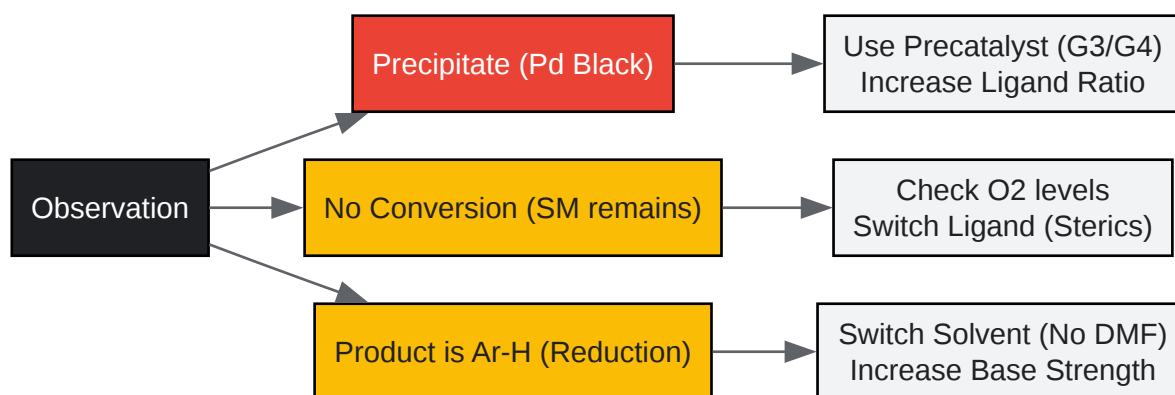 Observation
Precipitate (Pd Black)
Use Precatalyst (G3/G4)
Increase Ligand Ratio
No Conversion (SM remains)
Check O2 levels
Switch Ligand (Sterics)
Product is Ar-H (Reduction)
Switch Solvent (No DMF)
Increase Base Strength